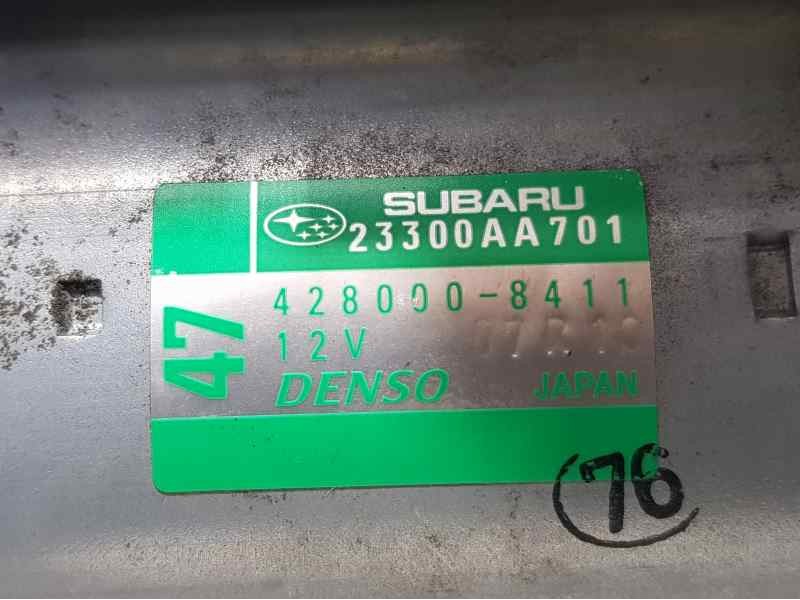 SUBARU
23300AA701
428000-8411
12V
47
DENSO JAPAN
76